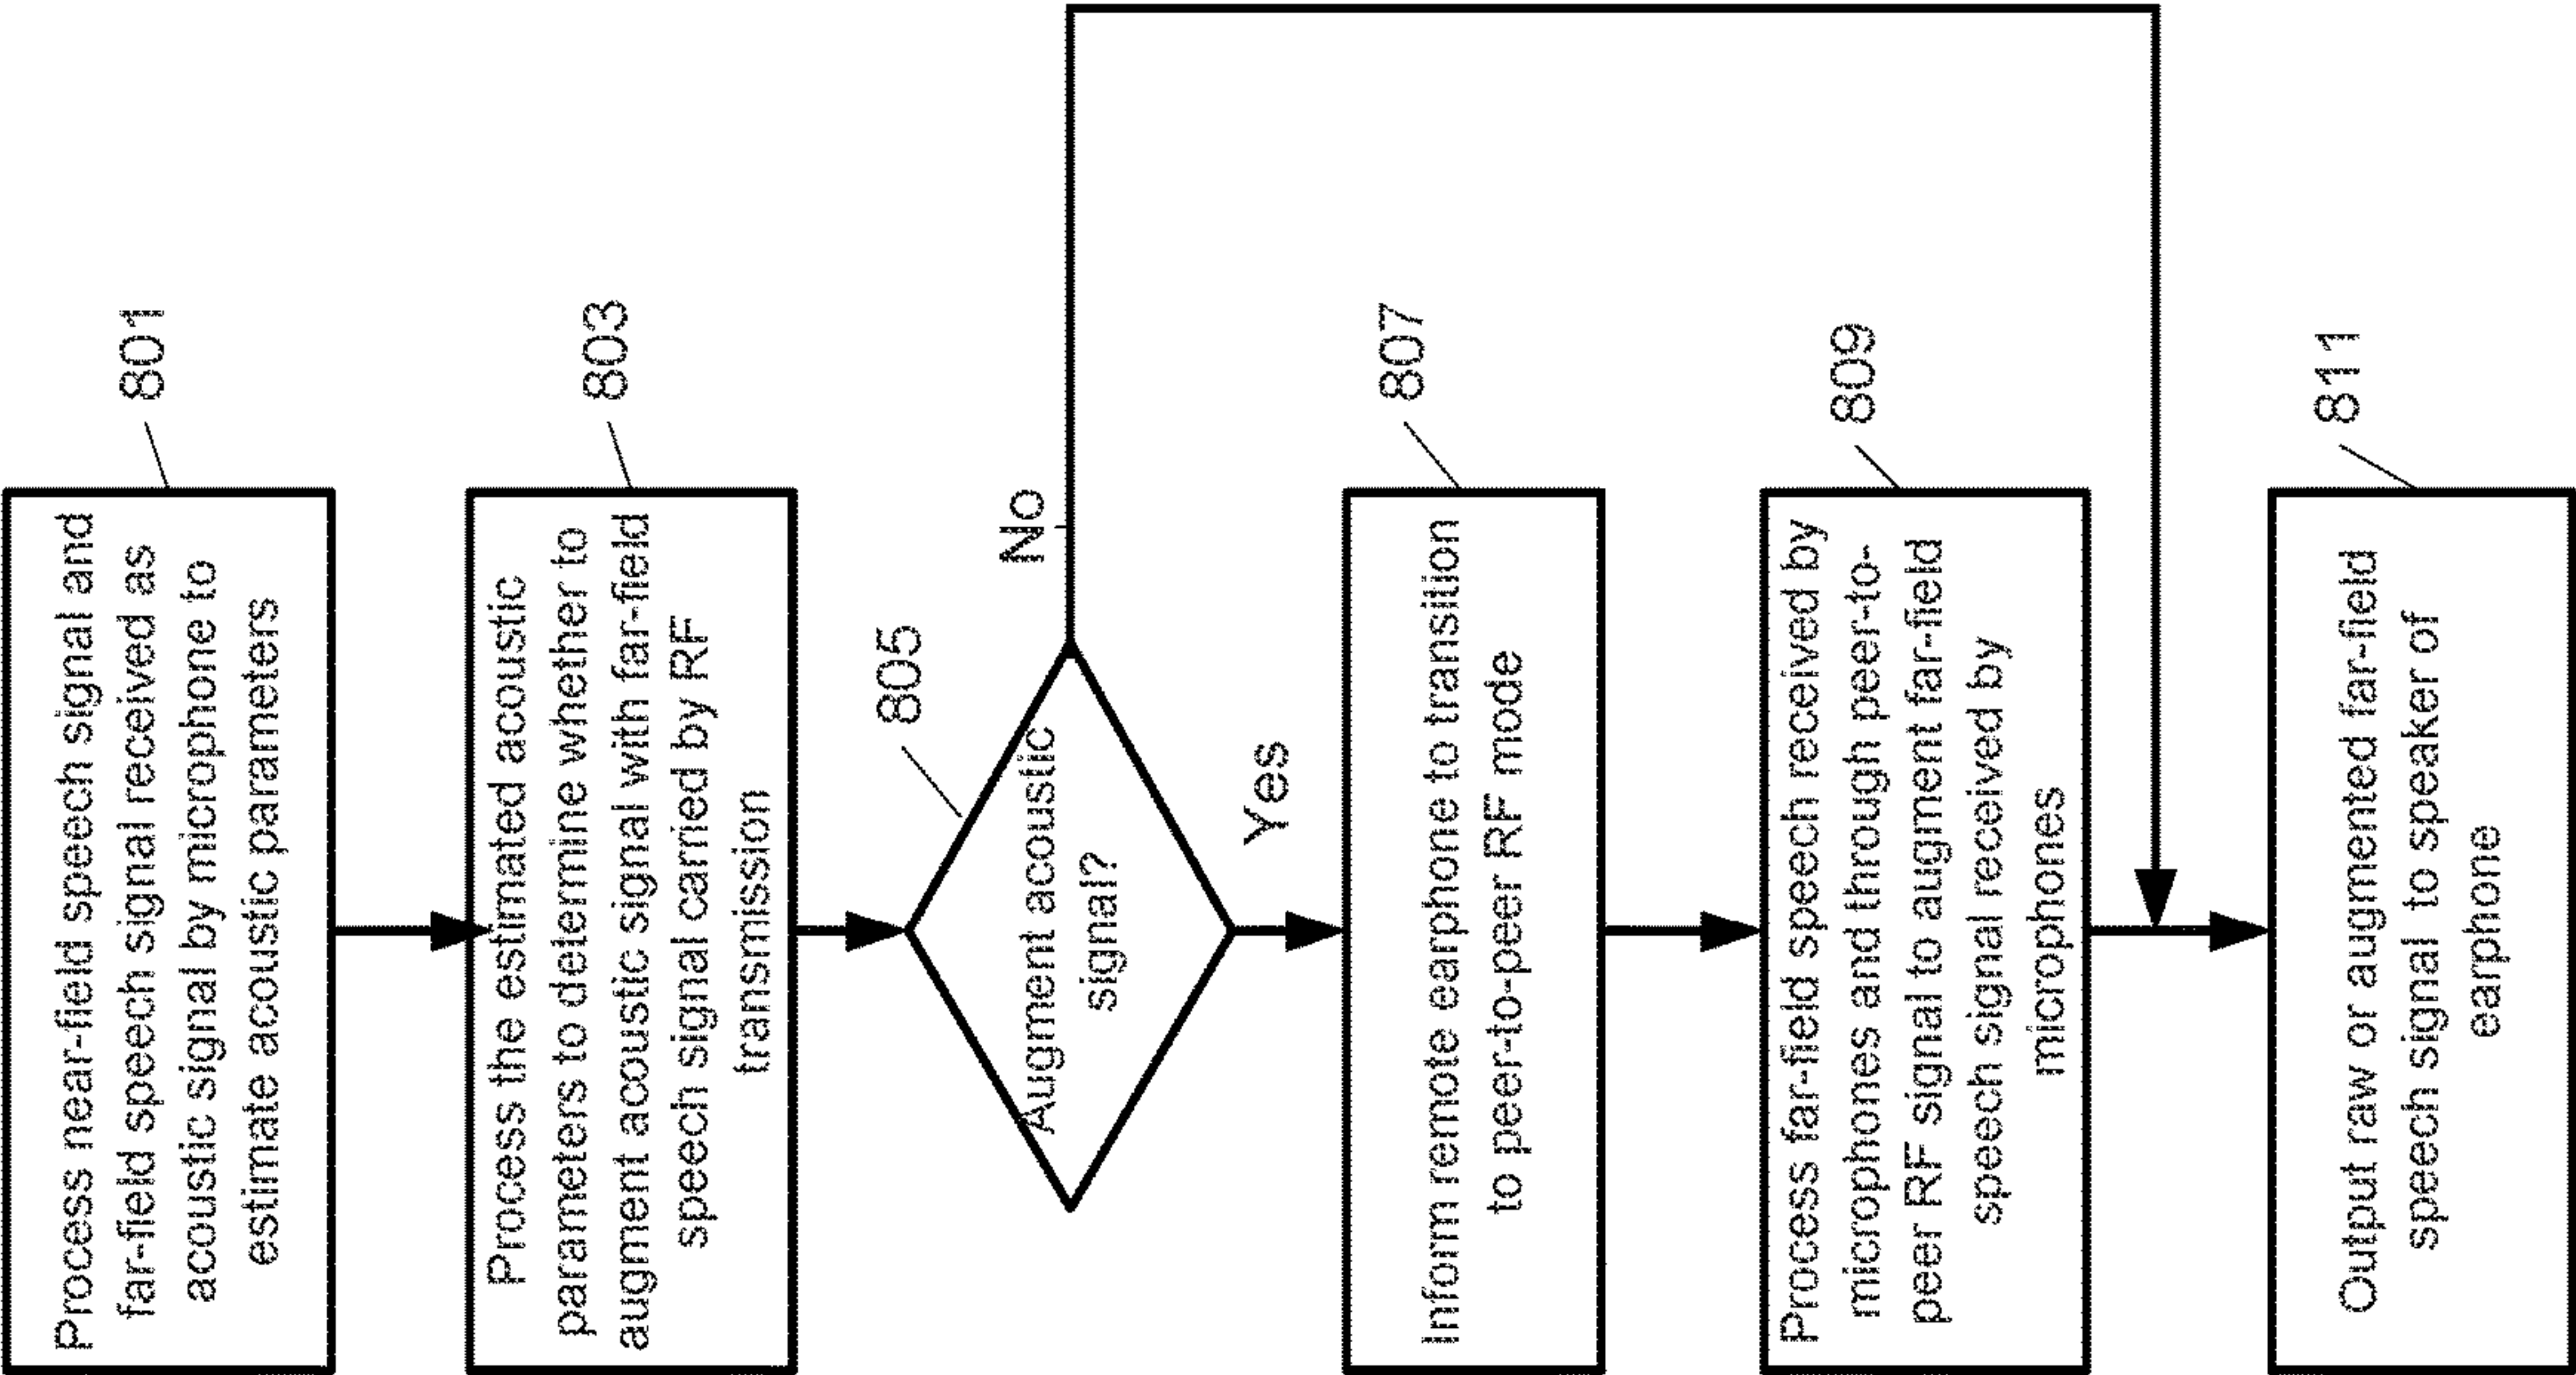 Process near-field speech signal and
far-field speech signal received as
acoustic signal by microphone to
estimate acoustic parameters
801
Process the estimated acoustic
parameters to determine whether to
augment acoustic signal with far-field
speech signal carried by RF
transmission
803
Augment acoustic
signal?
805
No
Yes
Inform remote earphone to transition
to peer-to-peer RF mode
807
Process far-field speech received by
microphones and through peer-to-
peer RF signal to augment far-field
speech signal received by
microphones
809
Output raw or augmented far-field
speech signal to speaker of
earphone
811